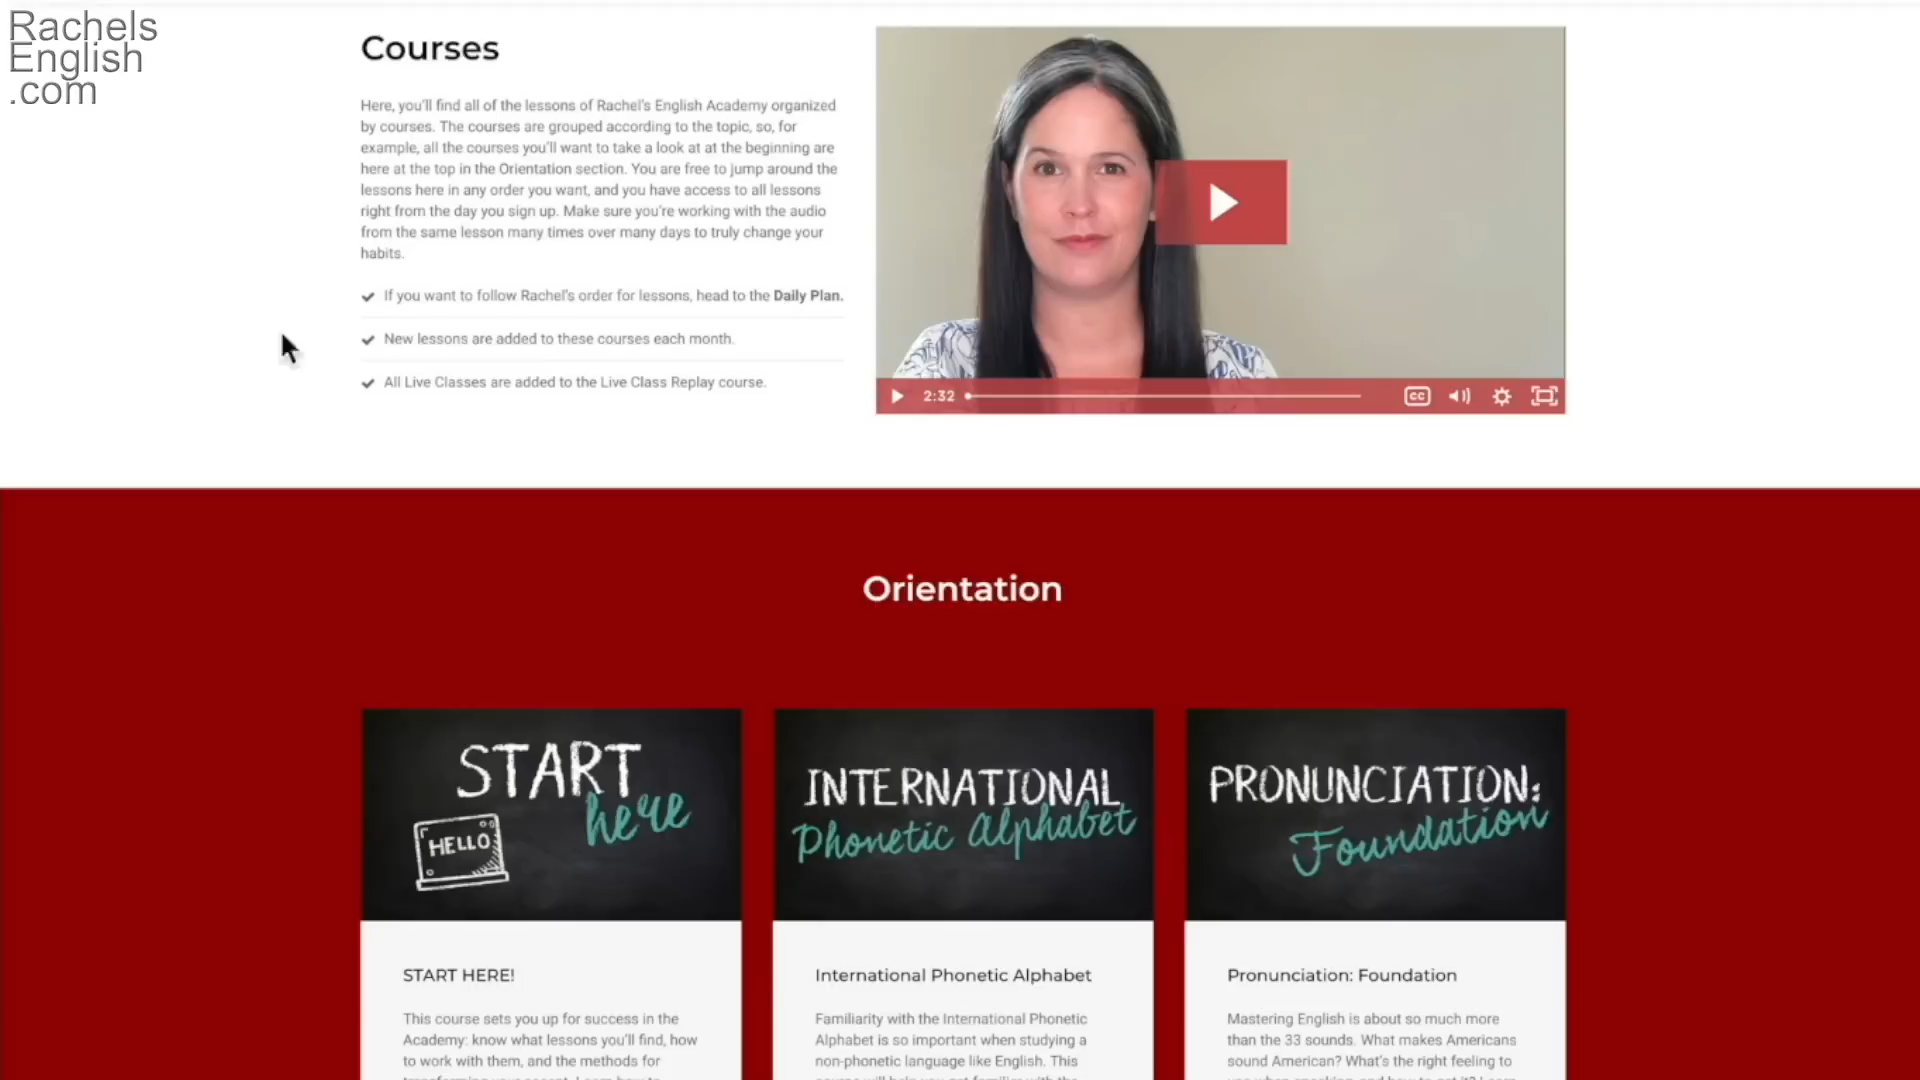 Rachels
English
.com
Courses
Here, you'll find all of the lessons of Rachel's English Academy organized
by courses. The courses are grouped according to the topic, so, for
example, all the courses you'll want to take a look at at the beginning are
here at the top in the Orientation section. You are free to jump around the
lessons here in any order you want, and you have access to all lessons
right from the day you sign up. Make sure you're working with the audio
from the same lesson many times over many days to truly change your
habits.
If you want to follow Rachel's order for lessons, head to the Daily Plan.
New lessons are added to these courses each month.
All Live Classes are added to the Live Class Replay course.
2:32
CC
Orientation
START
here
HELLO
INTERNATIONAL
Phonetic Alphabet
PRONUNCIATION:
Foundation
START HERE!
This course sets you up for success in the
Academy: know what lessons you'll find, how
to work with them, and the methods for
International Phonetic Alphabet
Familiarity with the International Phonetic
Alphabet is so important when studying a
non-phonetic language like English. This
Pronunciation: Foundation
Mastering English is about so much more
than the 33 sounds. What makes Americans
sound American? What's the right feeling to